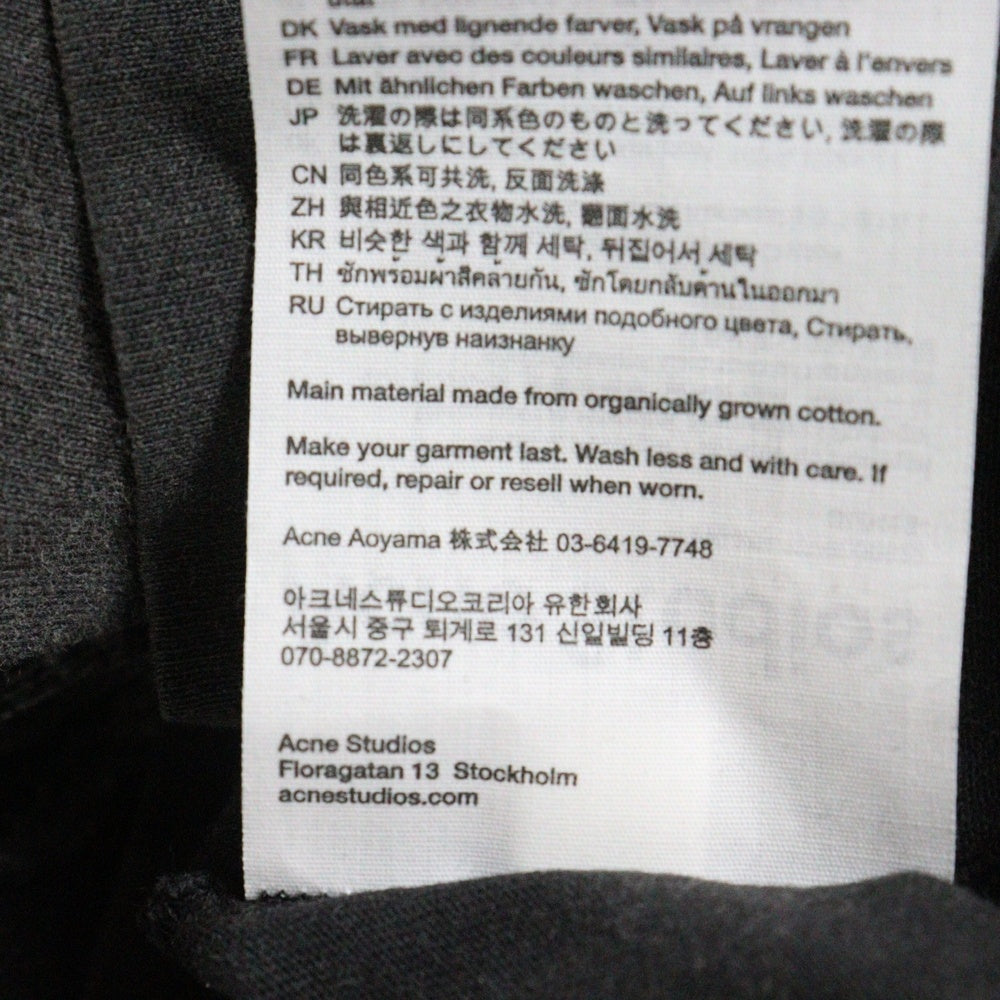 utåt
DK Vask med lignende farver, Vask på vrangen
FR Laver avec des couleurs similaires, Laver à l'envers
DE Mit ähnlichen Farben waschen, Auf links waschen
JP 洗濯の際は同系色のものと洗ってください, 洗濯の際
は裏返しにしてください
CN 同色系可共洗, 反面洗涤
ZH 與相近色之衣物水洗, 翻面水洗
KR 비슷한 색과 함께 세탁, 뒤집어서 세탁
TH ซักพร้อมผ้าสีคล้ายกัน, ซักโดยกลับด้านในออกมา
RU Стирать с изделиями подобного цвета, Стирать,
вывернув наизнанку
Main material made from organically grown cotton.
Make your garment last. Wash less and with care. If
required, repair or resell when worn.
Acne Aoyama 株式会社 03-6419-7748
아크네스튜디오코리아 유한회사
서울시 중구 퇴계로 131 신일빌딩 11층
070-8872-2307
Acne Studios
Floragatan 13 Stockholm
acnestudios.com